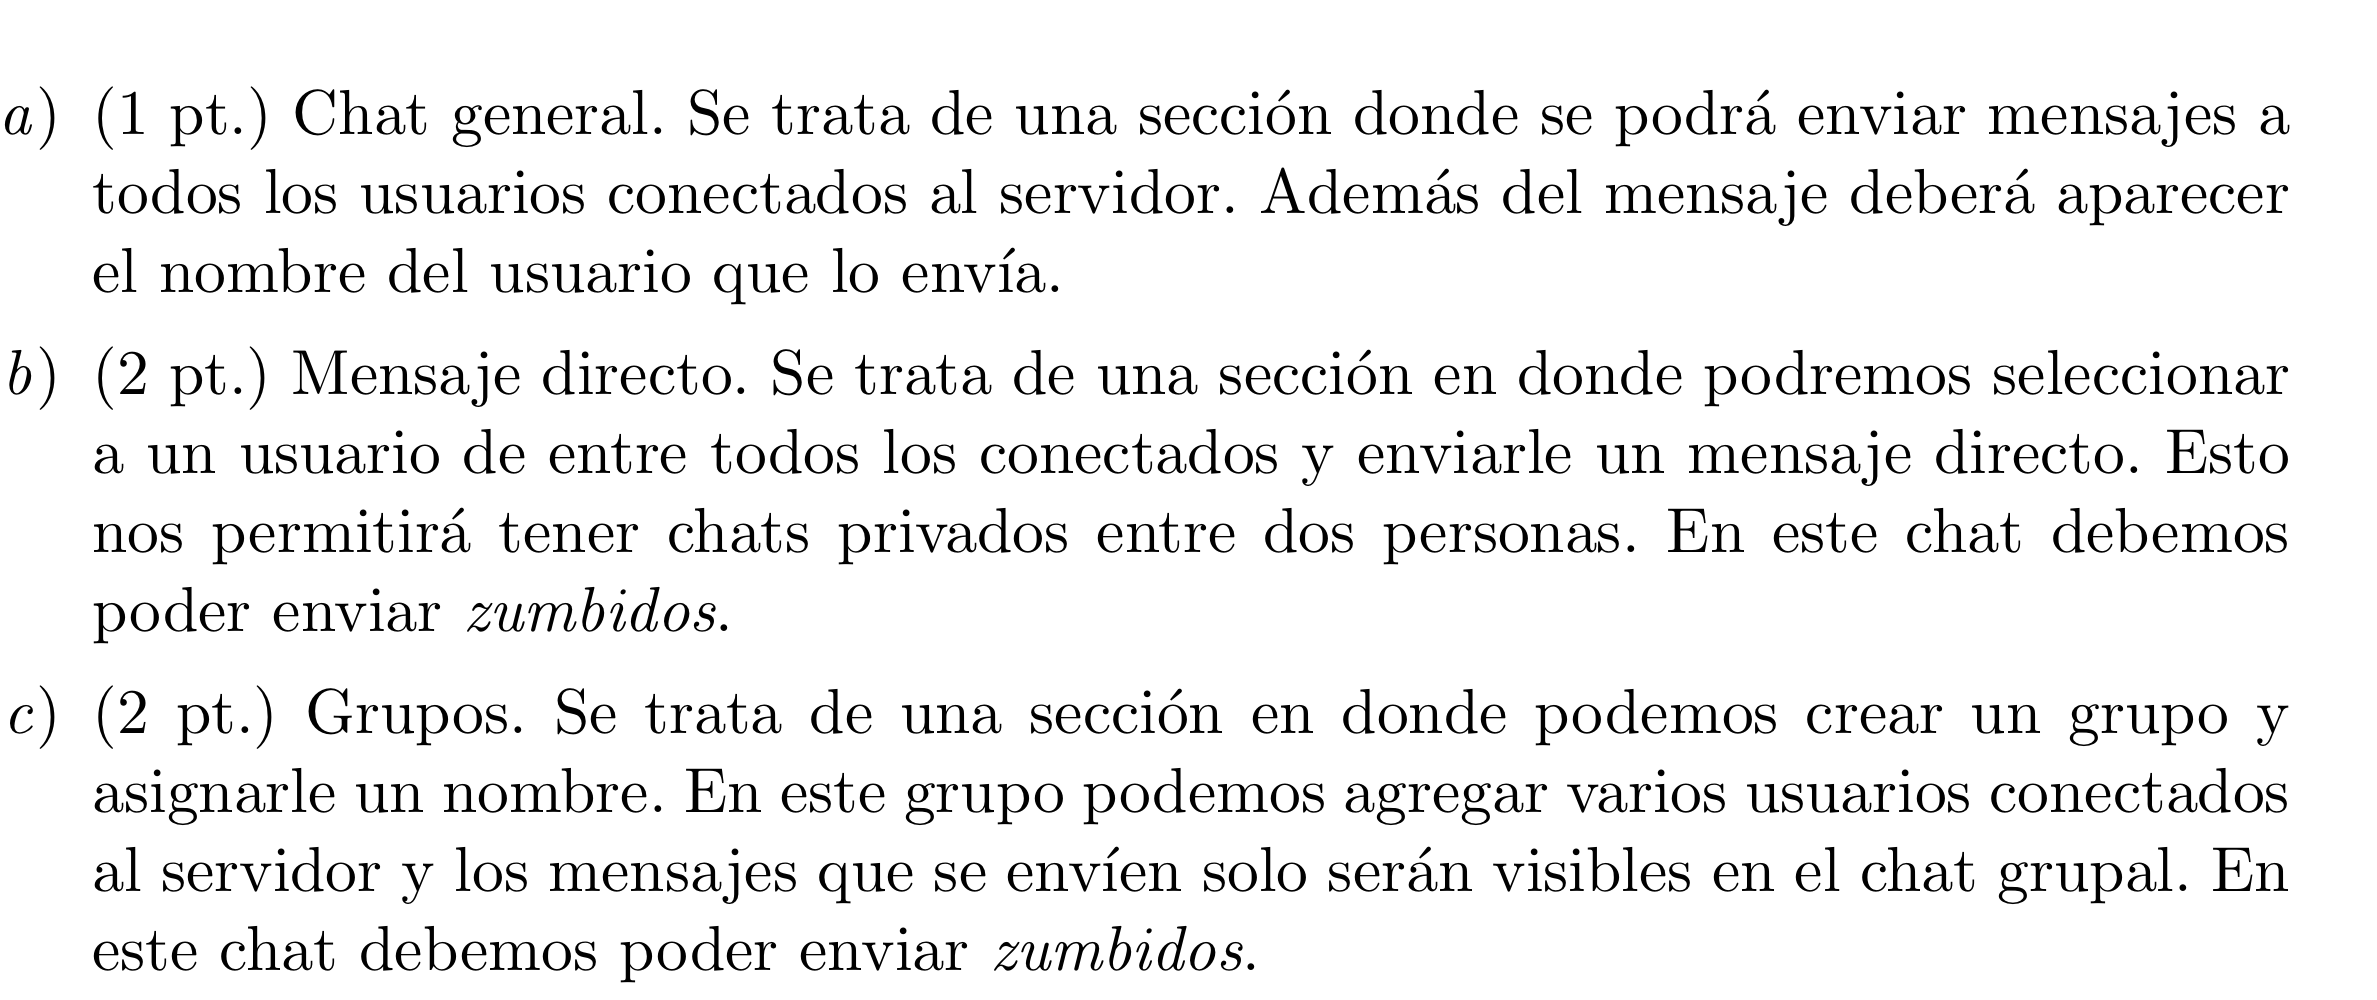 a) (1 pt.) Chat general. Se trata de una sección donde se podrá enviar mensajes a
todos los usuarios conectados al servidor. Además del mensaje deberá aparecer
el nombre del usuario que lo envía.
b) (2 pt.) Mensaje directo. Se trata de una sección en donde podremos seleccionar
a un usuario de entre todos los conectados y enviarle un mensaje directo. Esto
nos permitirá tener chats privados entre dos personas. En este chat debemos
poder enviar zumbidos.
c) (2 pt.) Grupos. Se trata de una sección en donde podemos crear un grupo y
asignarle un nombre. En este grupo podemos agregar varios usuarios conectados
al servidor y los mensajes que se envíen solo serán visibles en el chat grupal. En
este chat debemos poder enviar zumbidos.